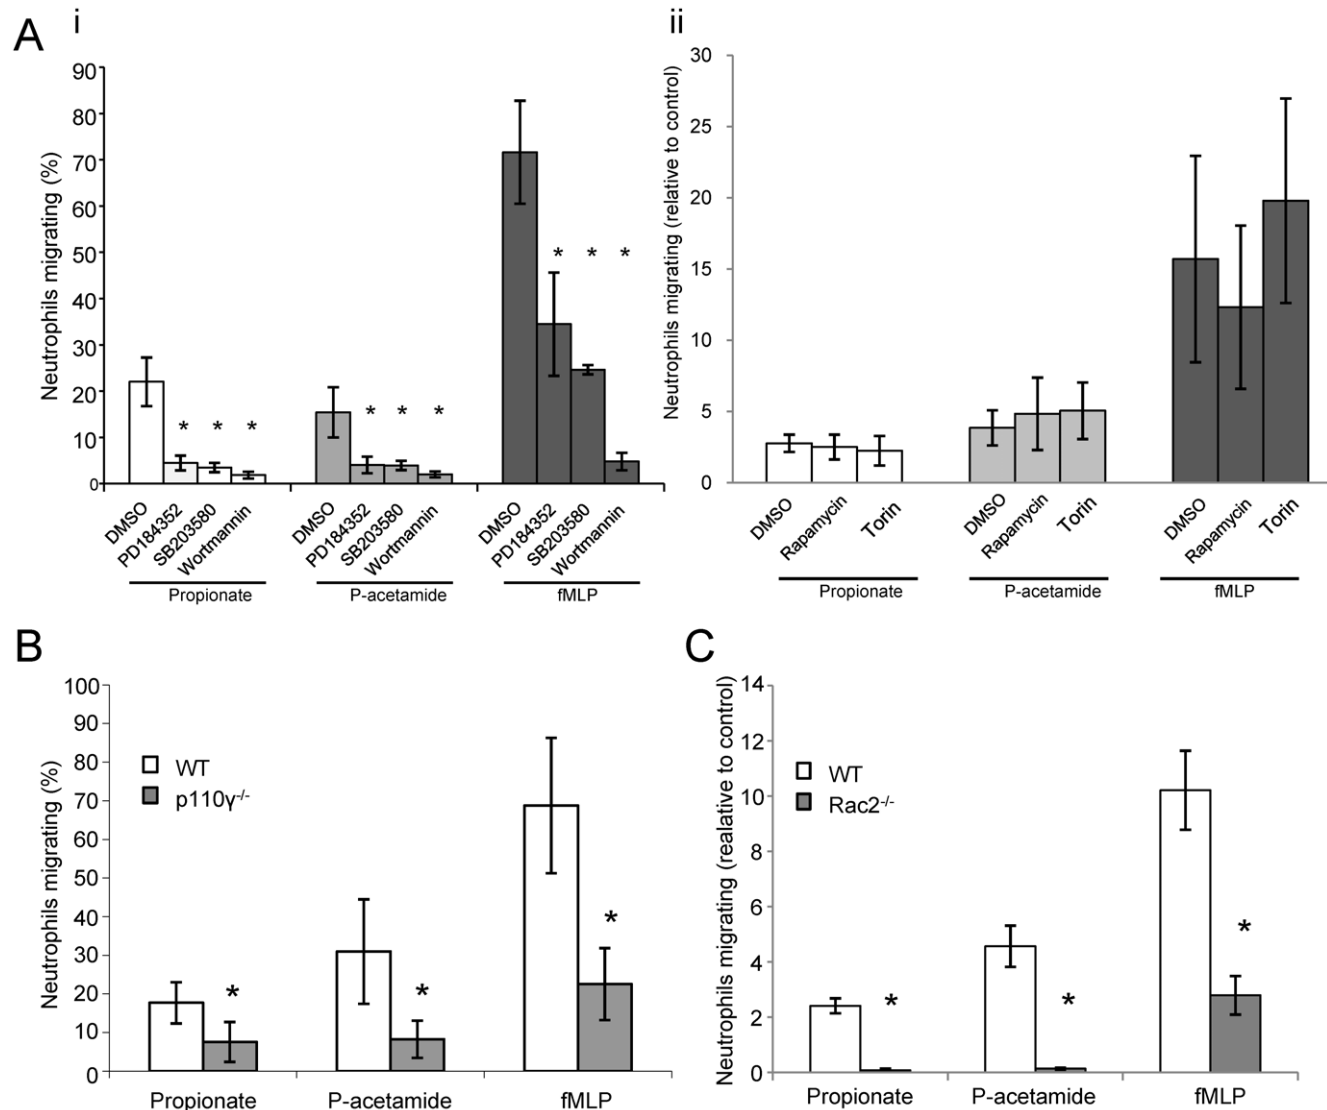 A
i
Neutrophils migrating (%)
90
80
70
60
50
40
30
20
10
0
* * *
* * *
* * *
DMSO
PD184352
SB203580
Wortmannin
DMSO
PD184352
SB203580
Wortmannin
DMSO
PD184352
SB203580
Wortmannin
Propionate
P-acetamide
fMLP
ii
Neutrophils migrating (relative to control)
30
25
20
15
10
5
0
DMSO
Rapamycin
Torin
DMSO
Rapamycin
Torin
DMSO
Rapamycin
Torin
Propionate
P-acetamide
fMLP
B
Neutrophils migrating (%)
100
90
80
70
60
50
40
30
20
10
0
WT
p110γ-/-
*
*
*
Propionate
P-acetamide
fMLP
C
Neutrophils migrating (realative to control)
14
12
10
8
6
4
2
0
WT
Rac2-/-
*
*
*
Propionate
P-acetamide
fMLP